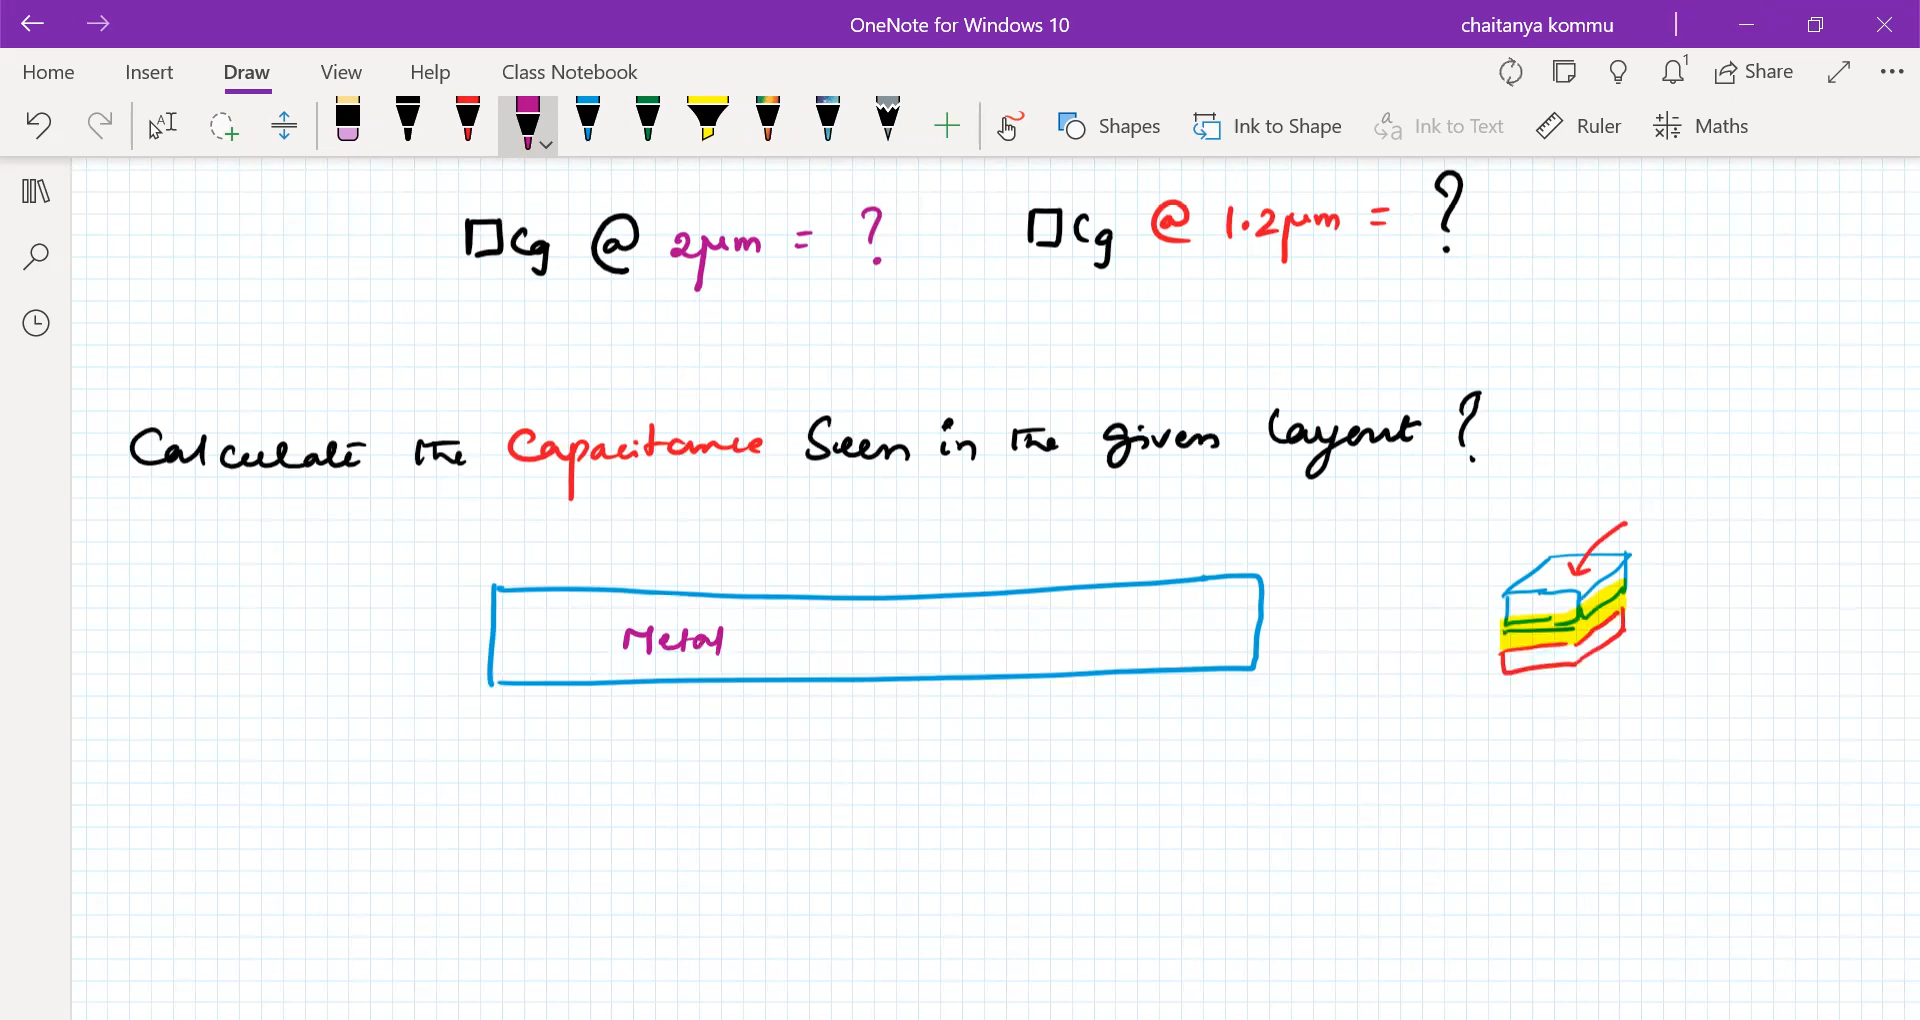 OneNote for Windows 10
chaitanya kommu
Home Insert Draw View Help Class Notebook
1 Share
Shapes Ink to Shape Ink to Text Ruler Maths
□Cg @ 2μm = ? □Cg @ 1.2μm = ?
Calculate the Capacitance Seen in the given layout ?
Metal